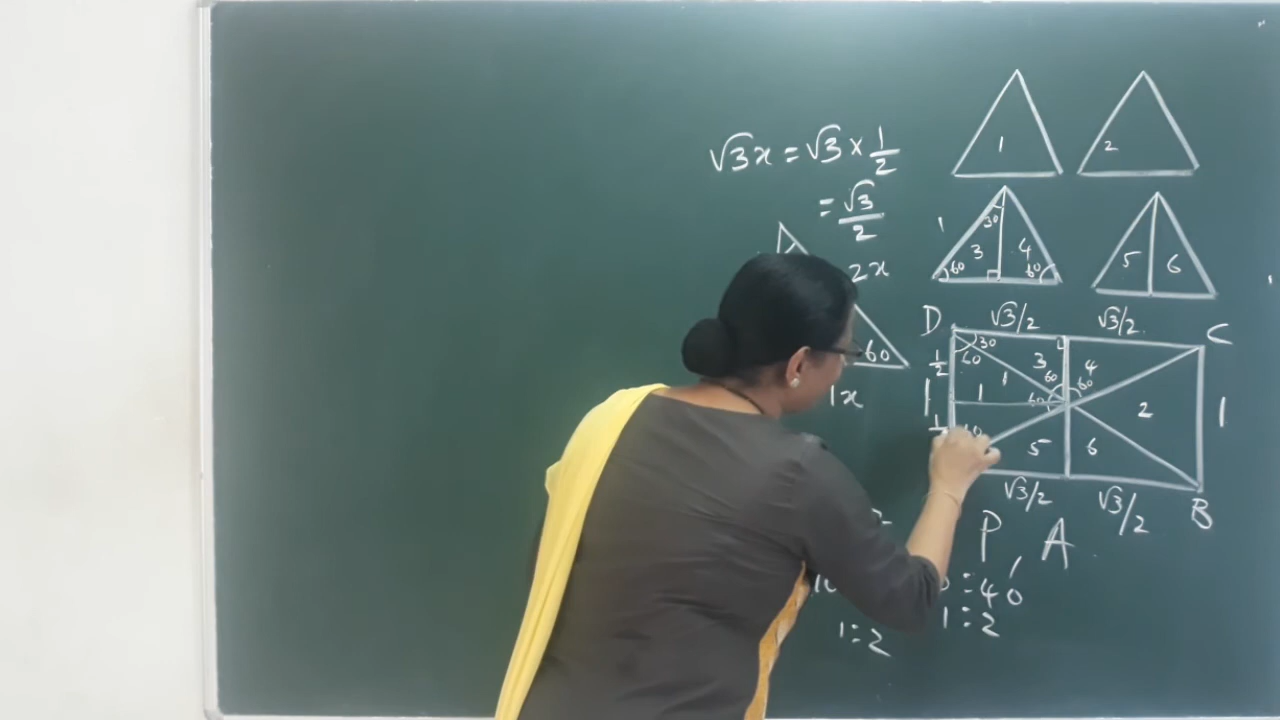 √3x = √3 × 1/2
= √3/2
2x
60
1x
1 2
1 30 3 4 60 60
5 6
D √3/2 √3/2 C
1/2 30 60 3 4
1 60 60
1 1 60 2 1
5 6
√3/2 √3/2 B
P A
: 40
1:2 1:2